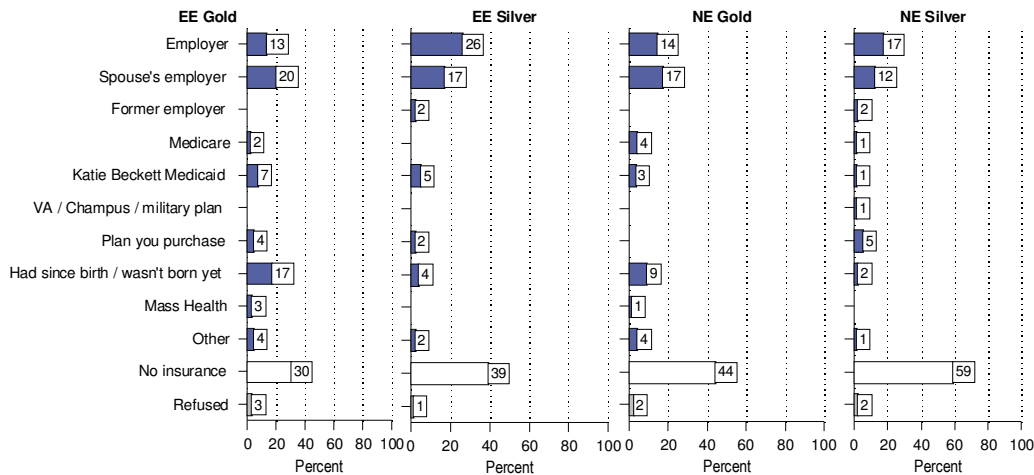 EE Gold EE Silver NE Gold NE Silver
Employer 13 26 14 17
Spouse's employer 20 17 17 12
Former employer 2 2
Medicare 2 4 1
Katie Beckett Medicaid 7 5 3 1
VA / Champus / military plan 1
Plan you purchase 4 2 5
Had since birth / wasn't born yet 17 4 9 2
Mass Health 3 1
Other 4 2 4 1
No insurance 30 39 44 59
Refused 3 1 2 2
0 20 40 60 80 100 0 20 40 60 80 100 0 20 40 60 80 100 0 20 40 60 80 100
Percent Percent Percent Percent